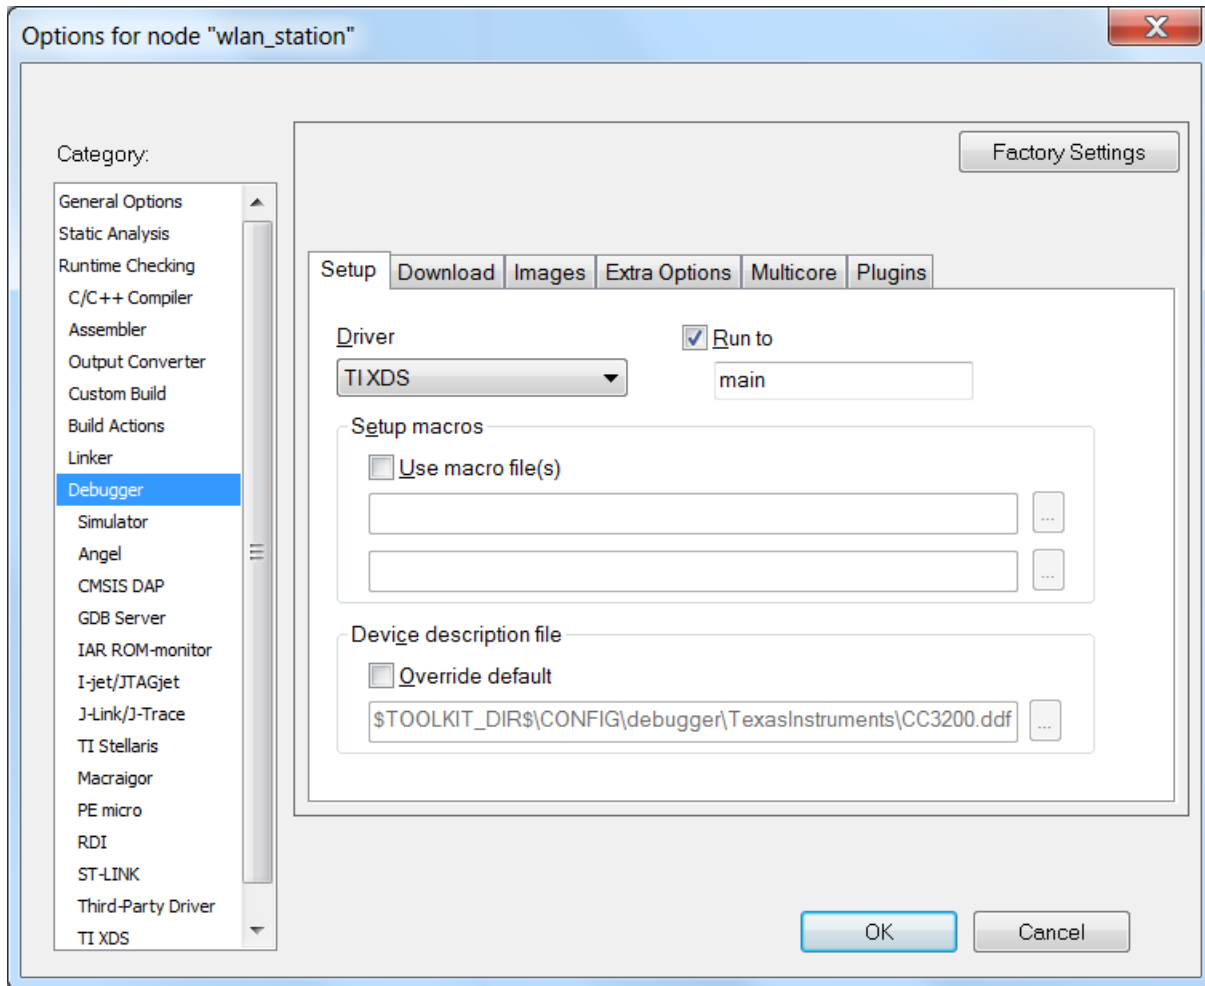 Options for node "wlan_station"
X
Category:
General Options
Static Analysis
Runtime Checking
C/C++ Compiler
Assembler
Output Converter
Custom Build
Build Actions
Linker
Debugger
Simulator
Angel
CMSIS DAP
GDB Server
IAR ROM-monitor
I-jet/JTAGjet
J-Link/J-Trace
TI Stellaris
Macraigor
PE micro
RDI
ST-LINK
Third-Party Driver
TI XDS
Factory Settings
Setup Download Images Extra Options Multicore Plugins
Driver
TI XDS
Run to
main
Setup macros
Use macro file(s)
...
...
Device description file
Override default
$TOOLKIT_DIR$\CONFIG\debugger\TexasInstruments\CC3200.ddf ...
OK Cancel